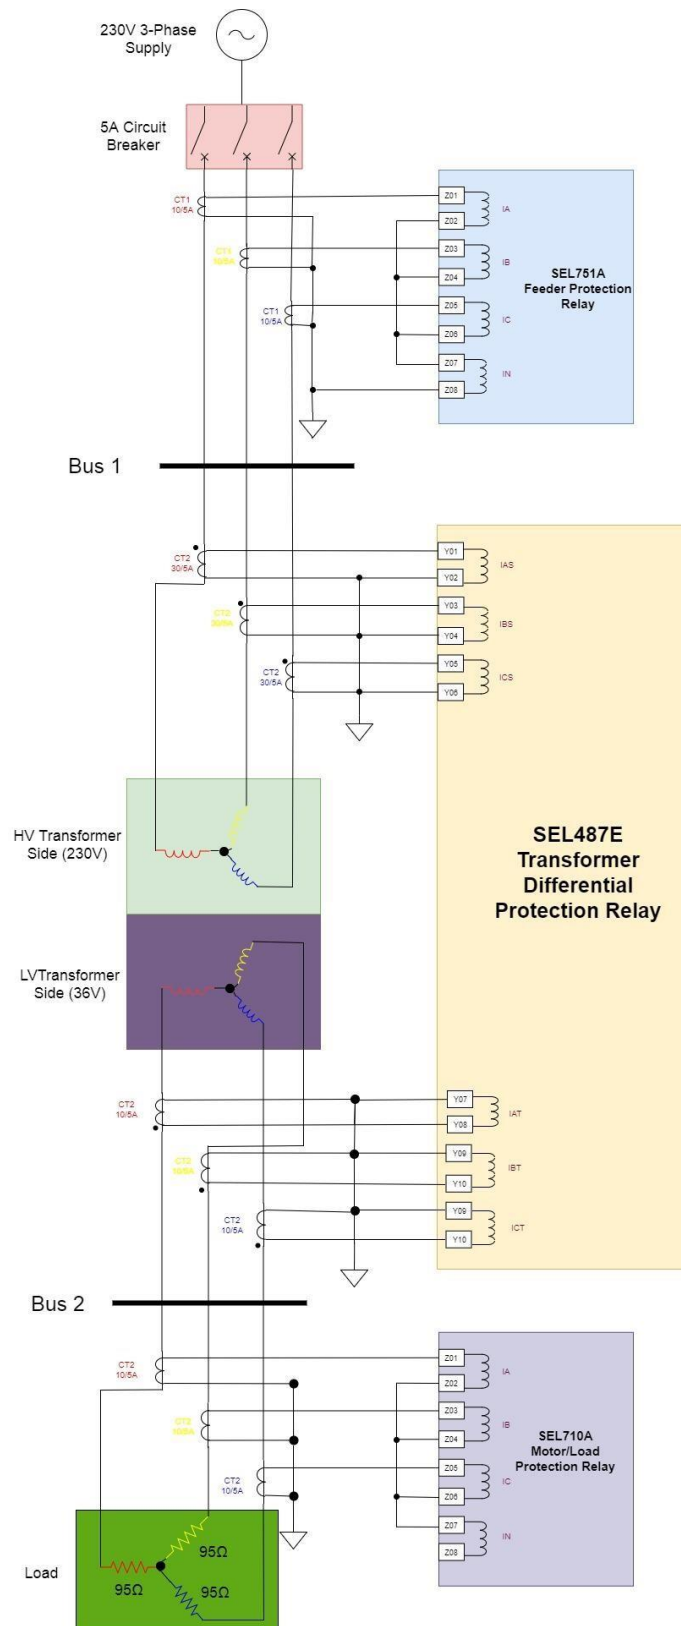 230V 3-Phase
Supply
5A Circuit
Breaker
CT1
10/5A
CT1
10/5A
CT1
10/5A
Z01
Z02
IA
Z03
Z04
IB
Z05
Z06
IC
Z07
Z08
IN
SEL751A
Feeder Protection
Relay
Bus 1
CT2
30/5A
CT2
30/5A
CT2
30/5A
Y01
Y02
IAS
Y03
Y04
IBS
Y05
Y06
ICS
HV Transformer
Side (230V)
LVTransformer
Side (36V)
SEL487E
Transformer
Differential
Protection Relay
CT2
10/5A
CT2
10/5A
CT2
10/5A
Y07
Y08
IAT
Y09
Y10
IBT
Y09
Y10
ICT
Bus 2
CT2
10/5A
CT2
10/5A
CT2
10/5A
Z01
Z02
IA
Z03
Z04
IB
Z05
Z06
IC
Z07
Z08
IN
SEL710A
Motor/Load
Protection Relay
Load
95Ω
95Ω
95Ω